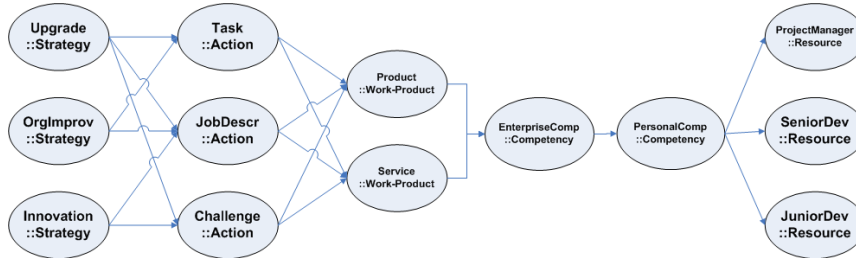 Upgrade
::Strategy
Task
::Action
ProjectManager
::Resource
Product
::Work-Product
OrgImprov
::Strategy
JobDescr
::Action
EnterpriseComp
::Competency
PersonalComp
::Competency
SeniorDev
::Resource
Service
::Work-Product
Innovation
::Strategy
Challenge
::Action
JuniorDev
::Resource